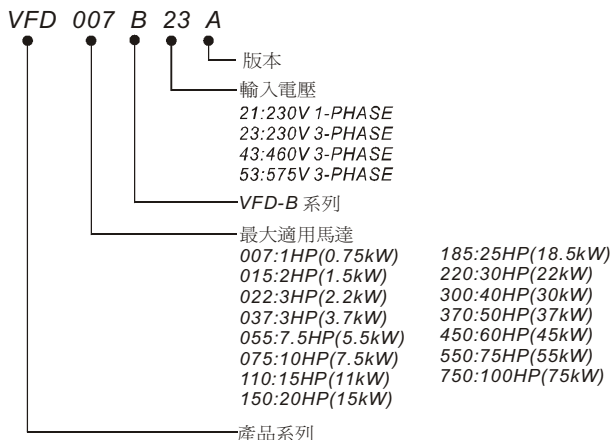 VFD 007 B 23 A
版本
輸入電壓
21:230V 1-PHASE
23:230V 3-PHASE
43:460V 3-PHASE
53:575V 3-PHASE
VFD-B 系列
最大適用馬達
007:1HP(0.75kW)
015:2HP(1.5kW)
022:3HP(2.2kW)
037:3HP(3.7kW)
055:7.5HP(5.5kW)
075:10HP(7.5kW)
110:15HP(11kW)
150:20HP(15kW)
185:25HP(18.5kW)
220:30HP(22kW)
300:40HP(30kW)
370:50HP(37kW)
450:60HP(45kW)
550:75HP(55kW)
750:100HP(75kW)
產品系列